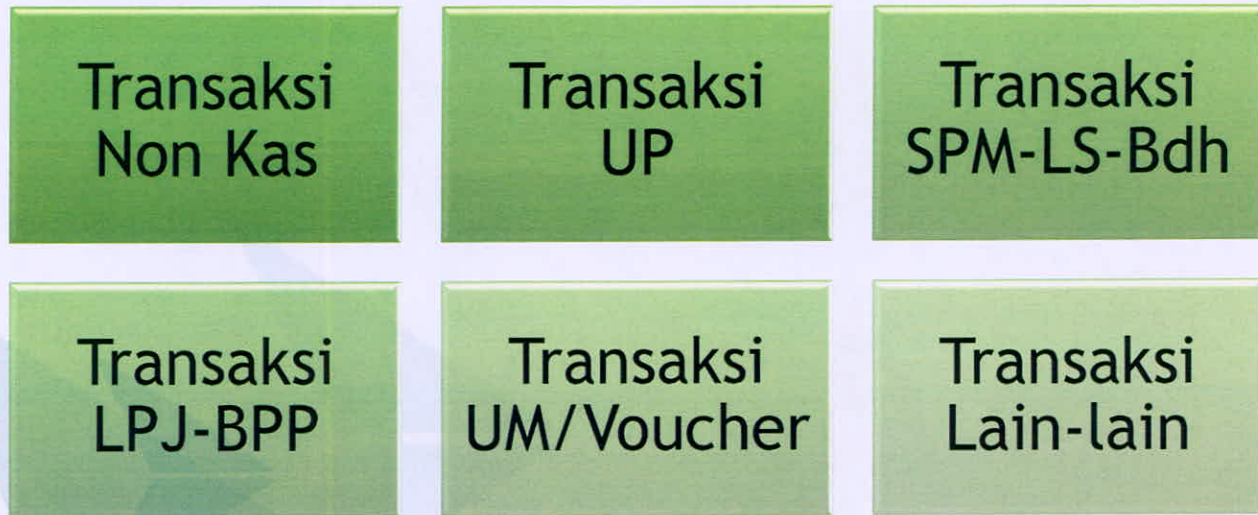 Transaksi
Non Kas
Transaksi
UP
Transaksi
SPM-LS-Bdh
Transaksi
LPJ-BPP
Transaksi
UM/Voucher
Transaksi
Lain-lain